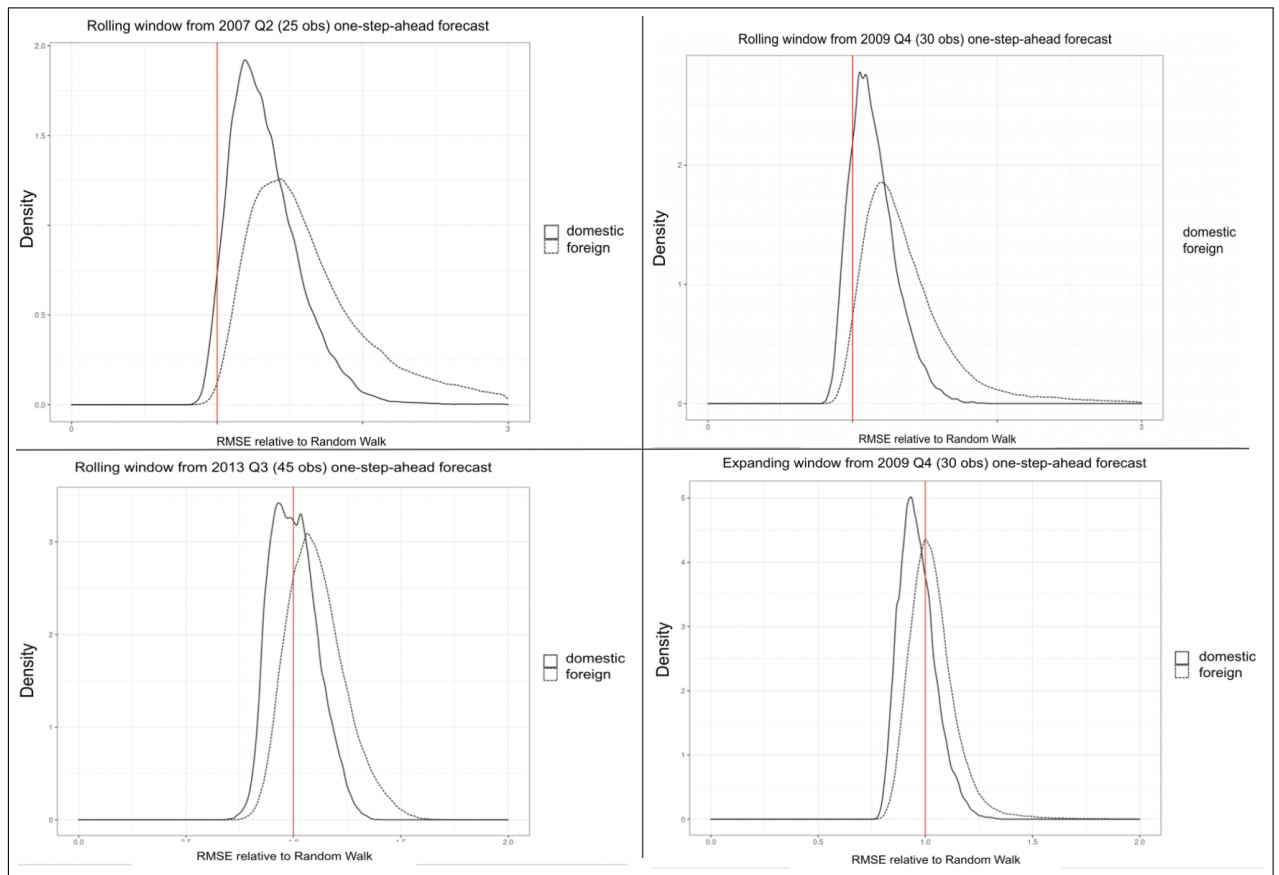 Rolling window from 2007 Q2 (25 obs) one-step-ahead forecast
2.0
1.5
0.5
0.0
Density
0
3
RMSE relative to Random Walk
domestic
foreign
Rolling window from 2009 Q4 (30 obs) one-step-ahead forecast
2
1
0
Density
0
3
RMSE relative to Random Walk
domestic
foreign
Rolling window from 2013 Q3 (45 obs) one-step-ahead forecast
3
2
1
0
Density
0.0
1.5
2.0
RMSE relative to Random Walk
domestic
foreign
Expanding window from 2009 Q4 (30 obs) one-step-ahead forecast
5
4
3
2
1
0
Density
0.0
0.5
1.0
1.5
2.0
RMSE relative to Random Walk
domestic
foreign